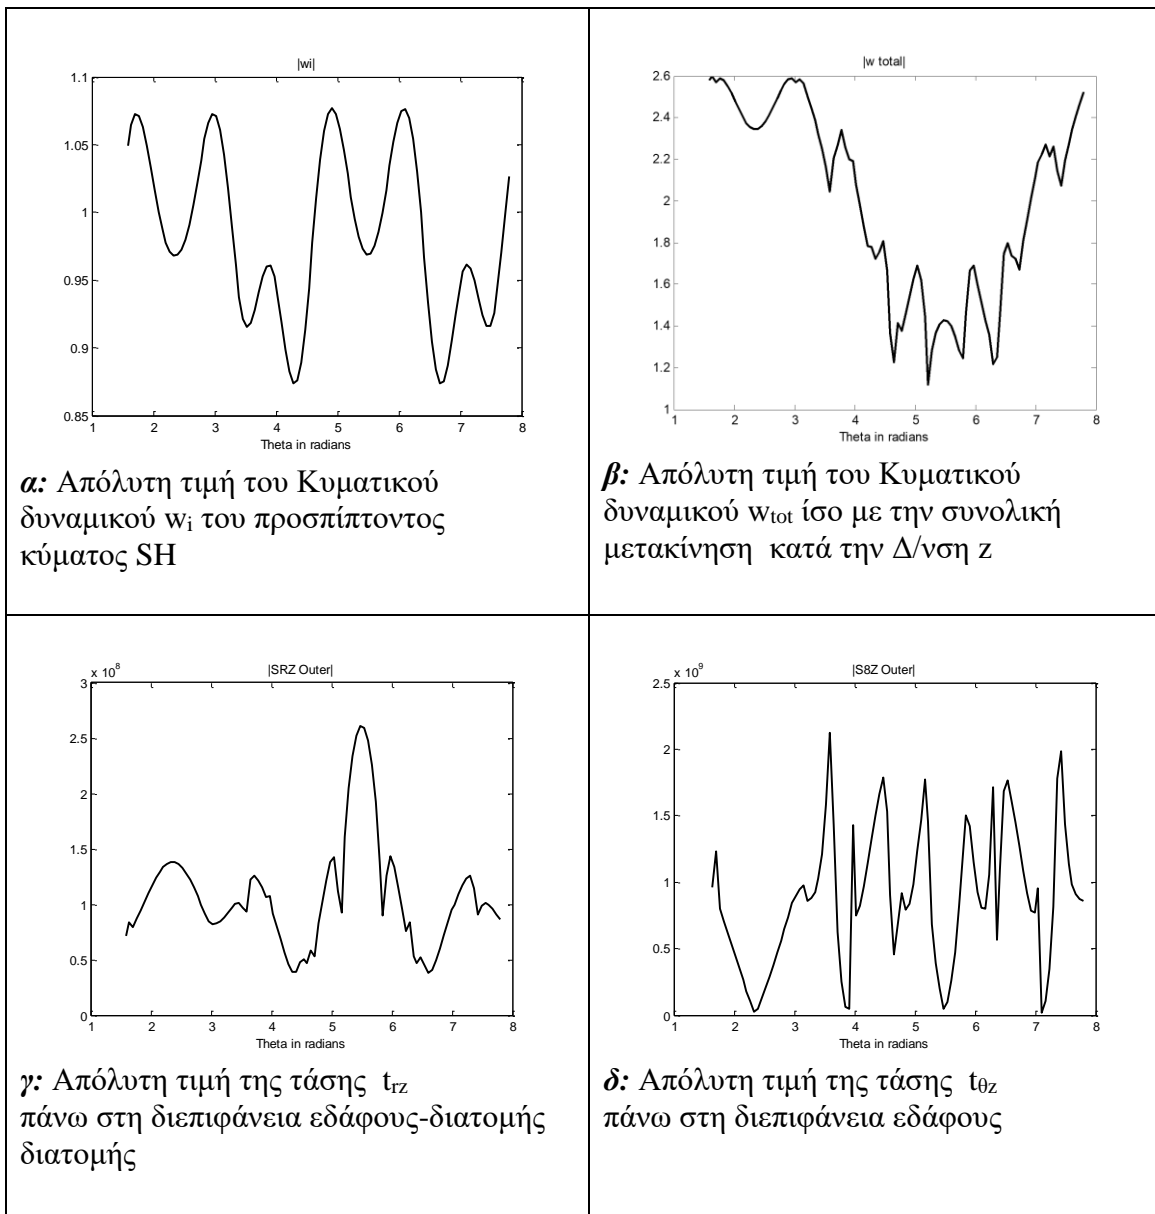 |wi|
1.1
1.05
1
0.95
0.9
0.85
1 2 3 4 5 6 7 8
Theta in radians
α: Απόλυτη τιμή του Κυματικού
δυναμικού wi του προσπίπτοντος
κύματος SH
|w total|
2.6
2.4
2.2
2
1.8
1.6
1.4
1.2
1
1 2 3 4 5 6 7 8
Theta in radians
β: Απόλυτη τιμή του Κυματικού
δυναμικού wtot ίσο με την συνολική
μετακίνηση κατά την Δ/νση z
|SRZ Outer|
x 10^8
3
2.5
2
1.5
1
0.5
0
1 2 3 4 5 6 7 8
Theta in radians
γ: Απόλυτη τιμή της τάσης trz
πάνω στη διεπιφάνεια εδάφους-διατομής
διατομής
|S8Z Outer|
x 10^9
2.5
2
1.5
1
0.5
0
1 2 3 4 5 6 7 8
Theta in radians
δ: Απόλυτη τιμή της τάσης tθz
πάνω στη διεπιφάνεια εδάφους